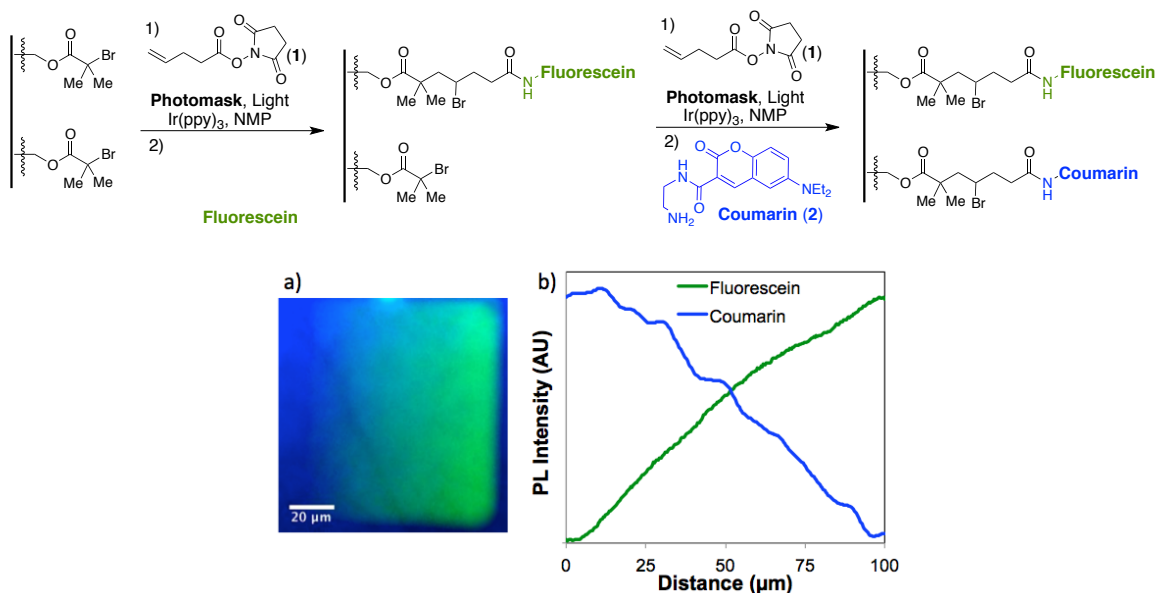 1)
O
N
(1)
O
O
O
Photomask, Light
Ir(ppy)3, NMP
2)
Fluorescein
O
O
Br
Me
Me
O
O
Br
Me
Me
O
O
Me
Me
Br
O
N
H
Fluorescein
O
O
Br
Me
Me
1)
O
O
N
O
O
(1)
Photomask, Light
Ir(ppy)3, NMP
2)
O
O
HN
O
NH2
NEt2
Coumarin (2)
O
O
Me
Me
Br
O
N
H
Fluorescein
O
O
Me
Me
Br
O
N
H
Coumarin
a)
20 µm
b)
Fluorescein
Coumarin
PL Intensity (AU)
0
25
50
75
100
Distance (µm)